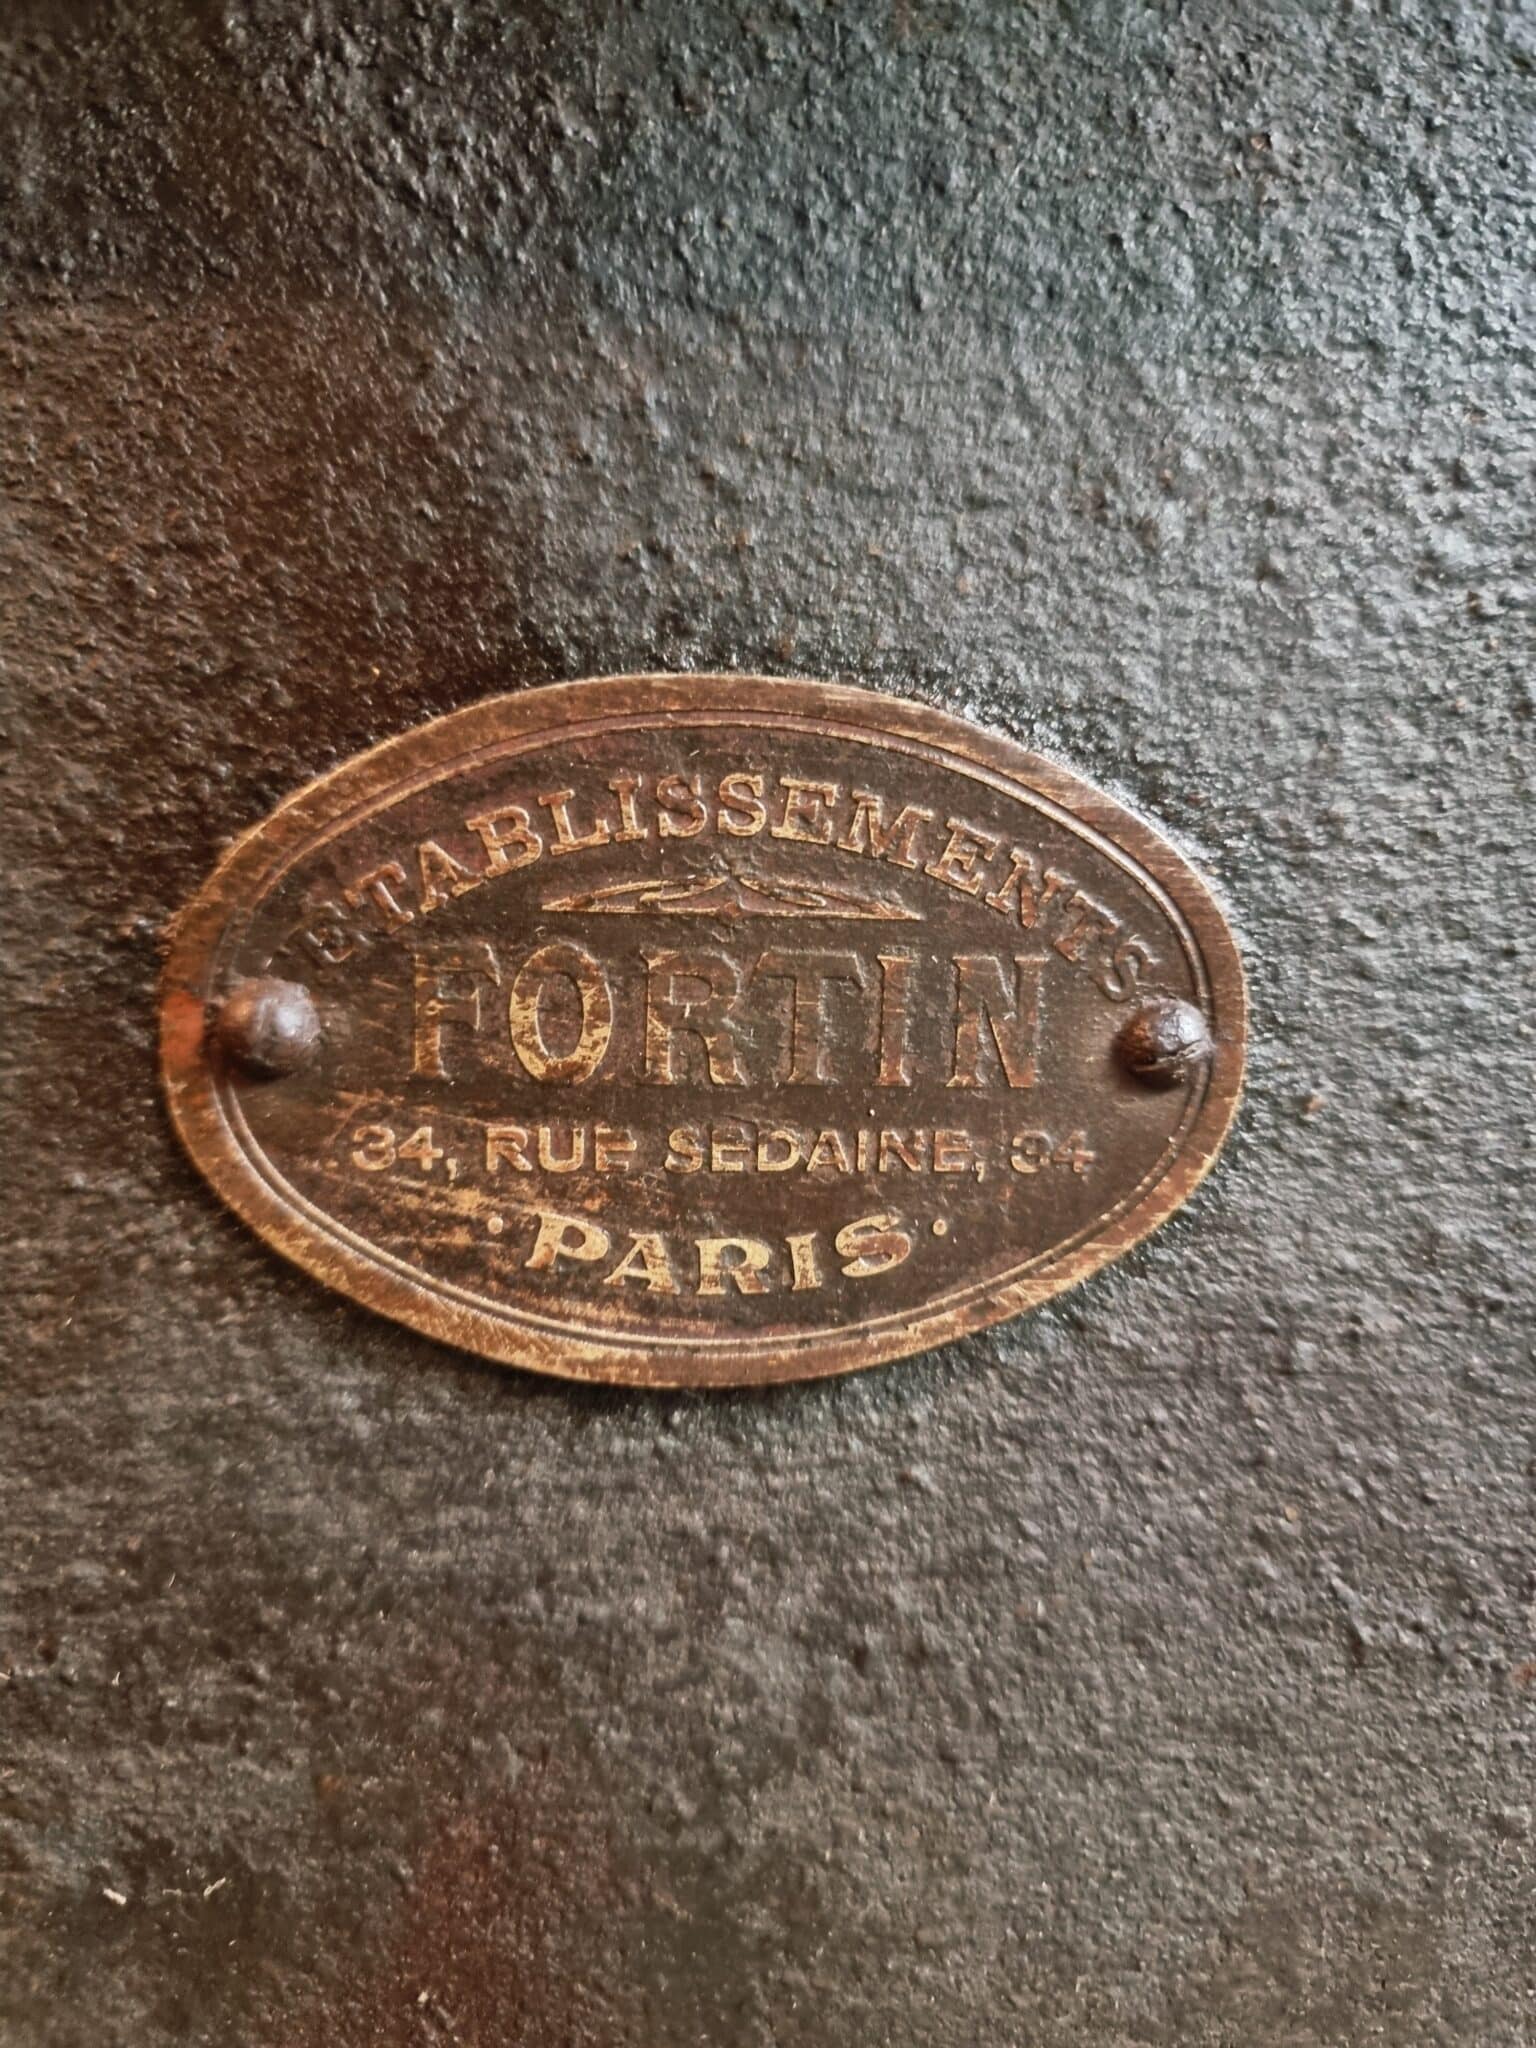 ETABLISSEMENTS
FORTIN
34, RUE SEDAINE, 34
· PARIS ·